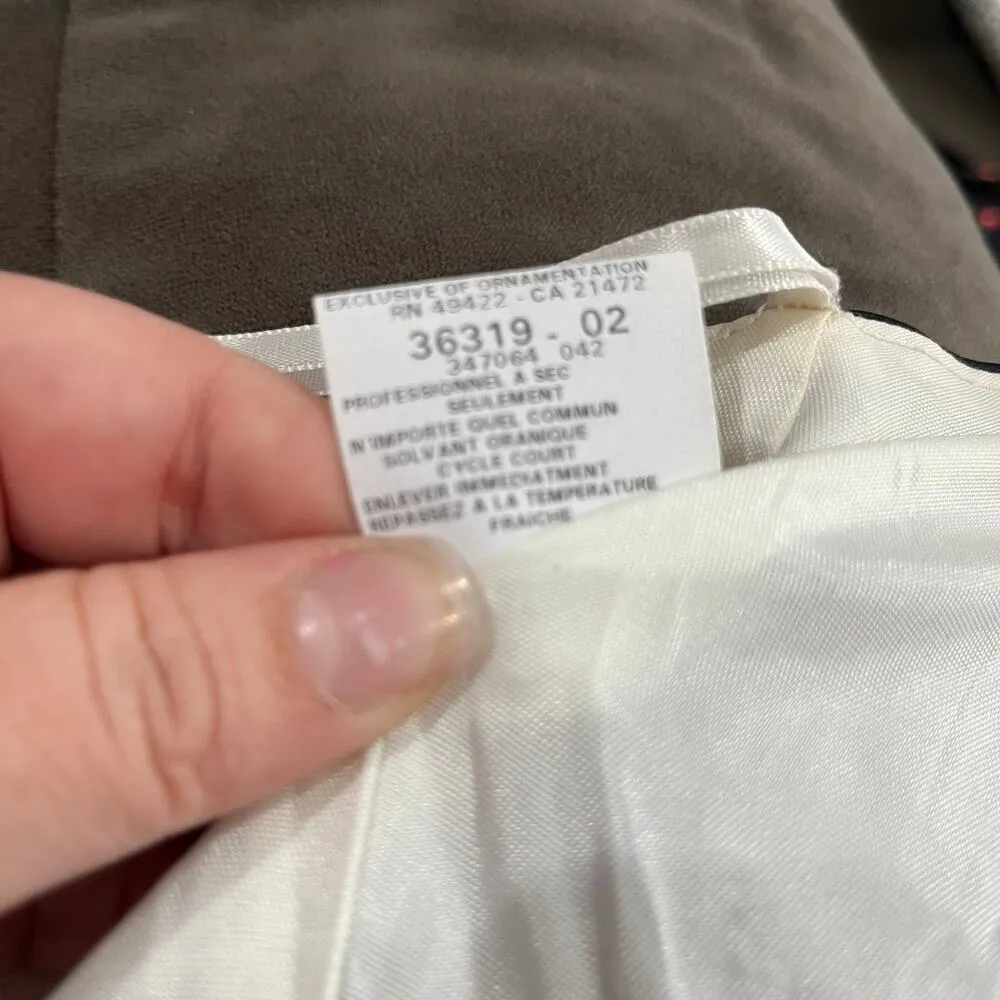 EXCLUSIVE OF ORNAMENTATION
RN 49422 - CA 21472
36319 - 02
347064 042
PROFESSIONNEL A SEC
SEULEMENT
N'IMPORTE QUEL COMMUN
SOLVANT ORANIQUE
CYCLE COURT
ENLEVER IMMEDIATMENT
REPASSEZ A LA TEMPERATURE
FRAICHE